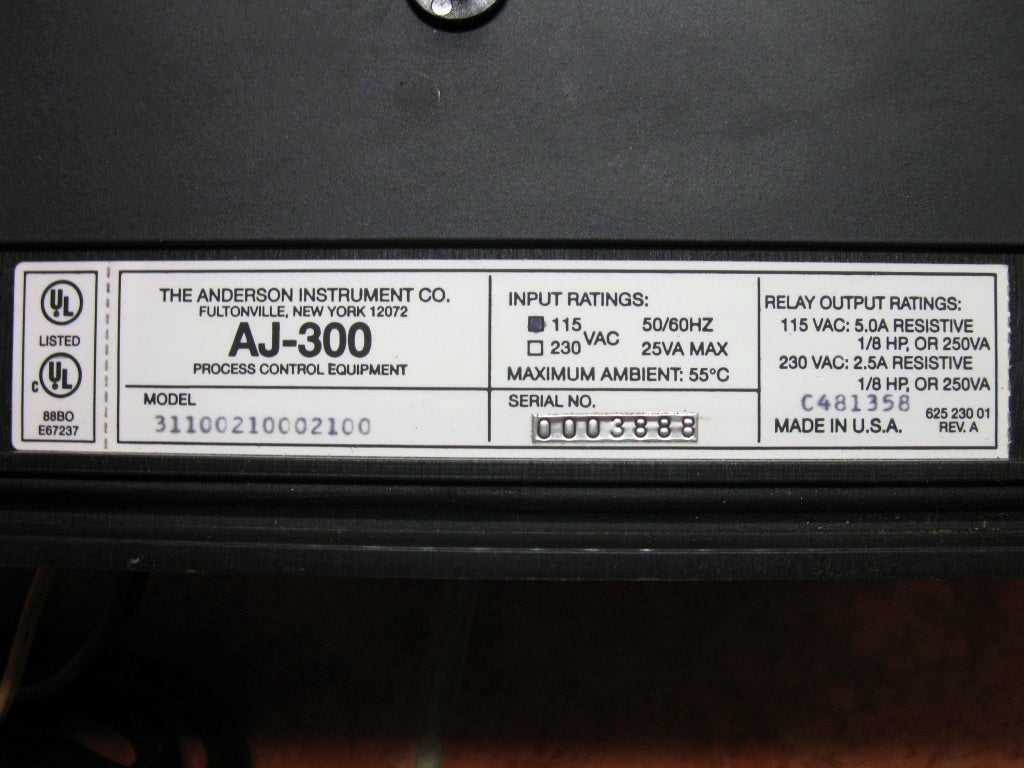 UL
LISTED
C UL
88BO
E67237
THE ANDERSON INSTRUMENT CO.
FULTONVILLE, NEW YORK 12072
AJ-300
PROCESS CONTROL EQUIPMENT
MODEL
31100210002100
INPUT RATINGS:
115 VAC 50/60HZ
230 25VA MAX
MAXIMUM AMBIENT: 55°C
SERIAL NO.
0003888
RELAY OUTPUT RATINGS:
115 VAC: 5.0A RESISTIVE
1/8 HP, OR 250VA
230 VAC: 2.5A RESISTIVE
1/8 HP, OR 250VA
C481358
MADE IN U.S.A.
625 230 01
REV. A